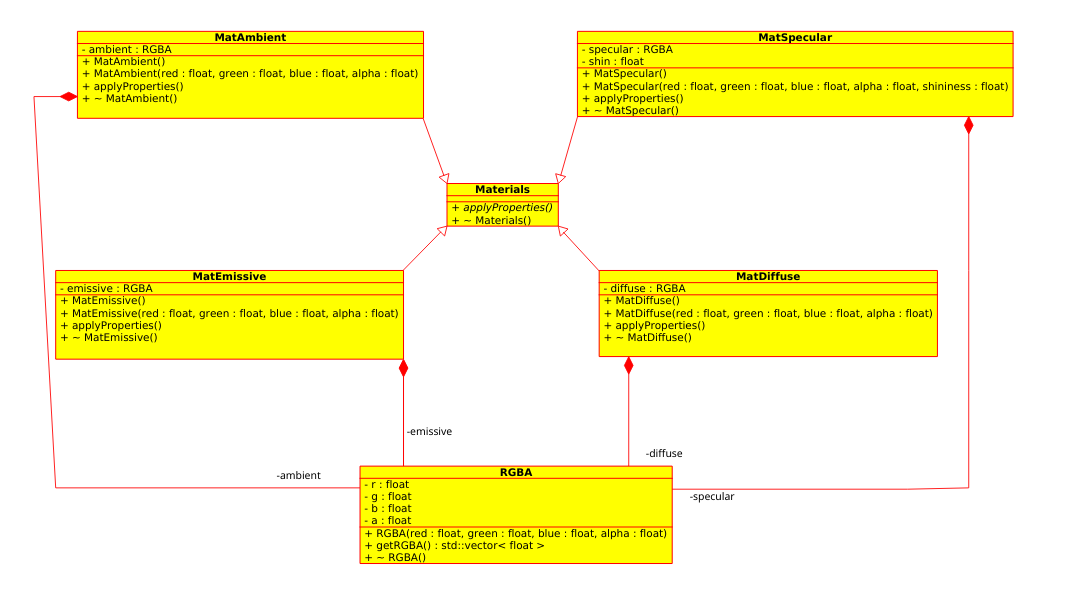 MatAmbient
- ambient : RGBA
+ MatAmbient()
+ MatAmbient(red : float, green : float, blue : float, alpha : float)
+ applyProperties()
+ ~ MatAmbient()
MatSpecular
- specular : RGBA
- shin : float
+ MatSpecular()
+ MatSpecular(red : float, green : float, blue : float, alpha : float, shininess : float)
+ applyProperties()
+ ~ MatSpecular()
Materials
+ applyProperties()
+ ~ Materials()
MatEmissive
- emissive : RGBA
+ MatEmissive()
+ MatEmissive(red : float, green : float, blue : float, alpha : float)
+ applyProperties()
+ ~ MatEmissive()
MatDiffuse
- diffuse : RGBA
+ MatDiffuse()
+ MatDiffuse(red : float, green : float, blue : float, alpha : float)
+ applyProperties()
+ ~ MatDiffuse()
-emissive
-diffuse
-ambient
-specular
RGBA
- r : float
- g : float
- b : float
- a : float
+ RGBA(red : float, green : float, blue : float, alpha : float)
+ getRGBA() : std::vector< float >
+ ~ RGBA()